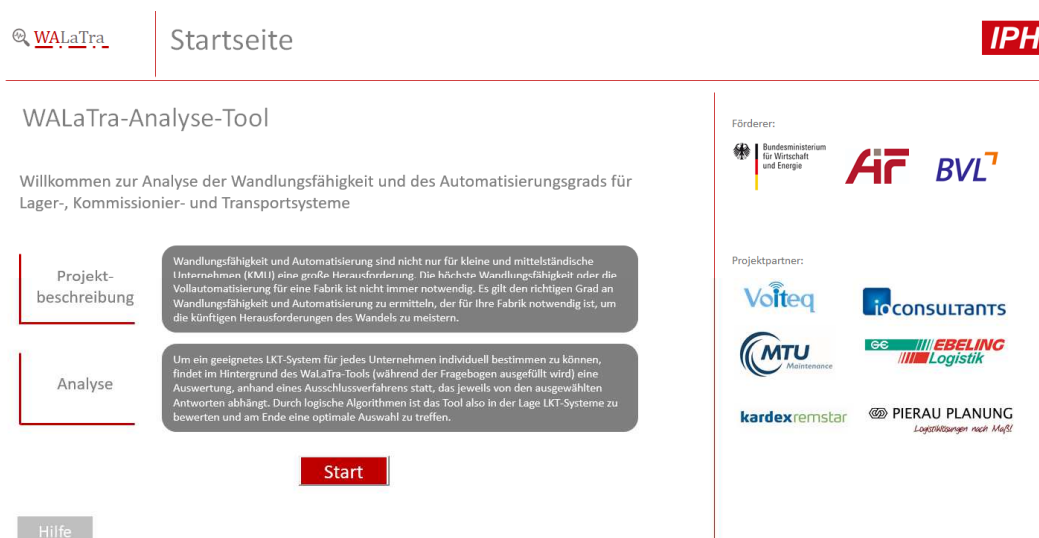 WALaTra
Startseite
IPH
WALaTra-Analyse-Tool
Willkommen zur Analyse der Wandlungsfähigkeit und des Automatisierungsgrads für
Lager-, Kommissionier- und Transportsysteme
Projekt-
beschreibung
Wandlungsfähigkeit und Automatisierung sind nicht nur für kleine und mittelständische
Unternehmen (KMU) eine große Herausforderung. Die höchste Wandlungsfähigkeit oder die
Vollautomatisierung für eine Fabrik ist nicht immer notwendig. Es gilt den richtigen Grad an
Wandlungsfähigkeit und Automatisierung zu ermitteln, der für Ihre Fabrik notwendig ist, um
die künftigen Herausforderungen des Wandels zu meistern.
Analyse
Um ein geeignetes LKT-System für jedes Unternehmen individuell bestimmen zu können,
findet im Hintergrund des WaLaTra-Tools (während der Fragebogen ausgefüllt wird) eine
Auswertung, anhand eines Ausschlussverfahrens statt, das jeweils von den ausgewählten
Antworten abhängt. Durch logische Algorithmen ist das Tool also in der Lage LKT-Systeme zu
bewerten und am Ende eine optimale Auswahl zu treffen.
Start
Hilfe
Förderer:
Bundesministerium
für Wirtschaft
und Energie
AiF
BVL
Projektpartner:
Voiteq
io consultants
MTU
Maintenance
EBELING
Logistik
kardexremstar
PIERAU PLANUNG
Logistiklösungen nach Maß!